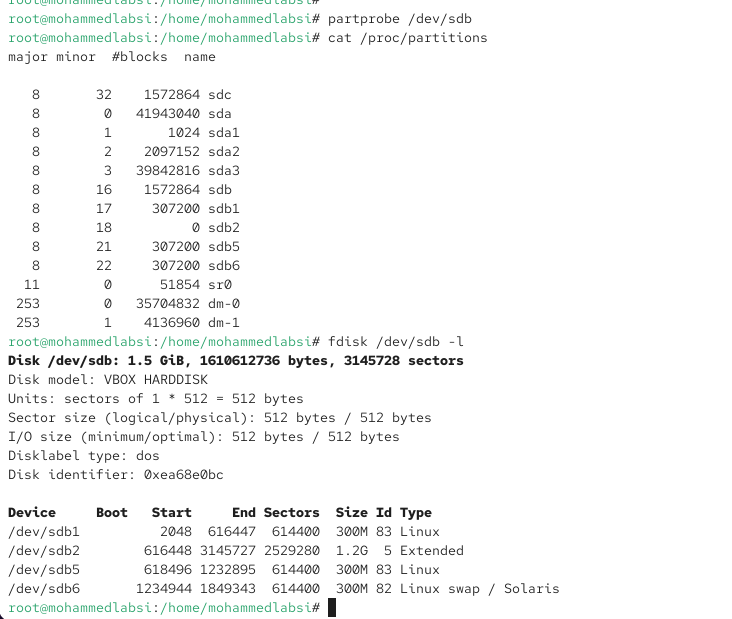 root@mohammedlabsi:/home/mohammedlabsi#
root@mohammedlabsi:/home/mohammedlabsi# partprobe /dev/sdb
root@mohammedlabsi:/home/mohammedlabsi# cat /proc/partitions
major minor  #blocks  name

   8       32    1572864 sdc
   8        0   41943040 sda
   8        1       1024 sda1
   8        2    2097152 sda2
   8        3   39842816 sda3
   8       16    1572864 sdb
   8       17     307200 sdb1
   8       18          0 sdb2
   8       21     307200 sdb5
   8       22     307200 sdb6
  11        0      51854 sr0
 253        0   35704832 dm-0
 253        1    4136960 dm-1
root@mohammedlabsi:/home/mohammedlabsi# fdisk /dev/sdb -l
Disk /dev/sdb: 1.5 GiB, 1610612736 bytes, 3145728 sectors
Disk model: VBOX HARDDISK
Units: sectors of 1 * 512 = 512 bytes
Sector size (logical/physical): 512 bytes / 512 bytes
I/O size (minimum/optimal): 512 bytes / 512 bytes
Disklabel type: dos
Disk identifier: 0xea68e0bc

Device     Boot   Start     End Sectors  Size Id Type
/dev/sdb1          2048  616447  614400  300M 83 Linux
/dev/sdb2        616448 3145727 2529280  1.2G  5 Extended
/dev/sdb5        618496 1232895  614400  300M 83 Linux
/dev/sdb6       1234944 1849343  614400  300M 82 Linux swap / Solaris
root@mohammedlabsi:/home/mohammedlabsi#